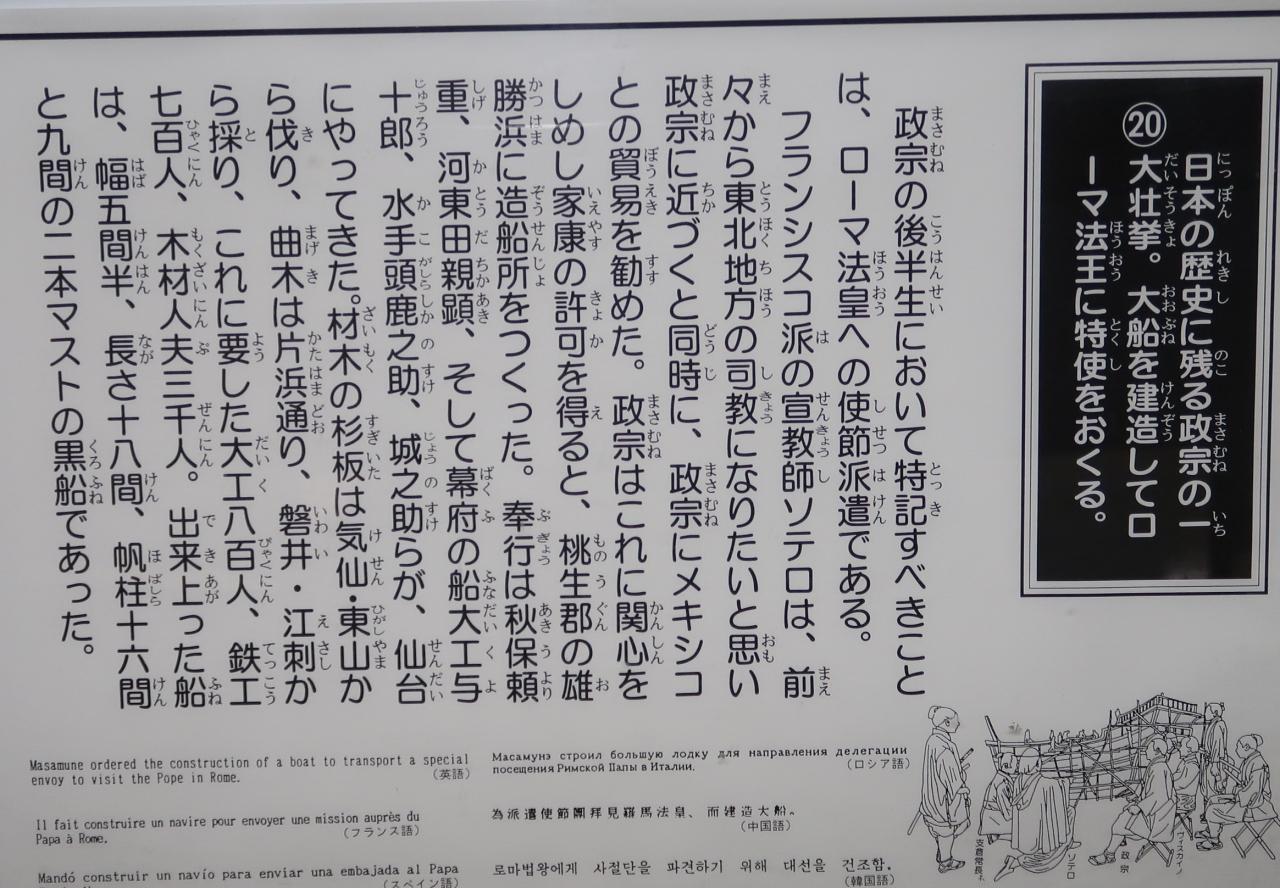 ⑳日本の歴史に残る政宗の一
大壮挙。大船を建造してロ
ーマ法王に特使をおくる。
政宗の後半生において特記すべきこと
は、ローマ法皇への使節派遣である。
フランシスコ派の宣教師ソテロは、前
々から東北地方の司教になりたいと思い
政宗に近づくと同時に、政宗にメキシコ
との貿易を勧めた。政宗はこれに関心を
しめし家康の許可を得ると、桃生郡の雄
勝浜に造船所をつくった。奉行は秋保頼
重、河東田親顕、そして幕府の船大工与
十郎、水手頭鹿之助、城之助らが、仙台
にやってきた。材木の杉板は気仙・東山か
ら伐り、曲木は片浜通り、磐井・江刺か
ら採り、これに要した大工八百人、鉄工
七百人、木材人夫三千人。出来上った船
は、幅五間半、長さ十八間、帆柱十六間
と九間の二本マストの黒船であった。
Masamune ordered the construction of a boat to transport a special
envoy to visit the Pope in Rome.
(英語)
Il fait construire un navire pour envoyer une mission auprès du
Papa à Rome.
(フランス語)
Mandó construir un navío para enviar una embajada al Papa
(スペイン語)
Масамунэ строил большую лодку для направления делегации
посещения Римской Папы в Италии.
(ロシア語)
為派遣使節團拜見羅馬法皇、而建造大船。
(中国語)
로마법왕에게 사절단을 파견하기 위해 대선을 건조함.
(韓国語)
支倉常長
ソテロ
政宗
ヴィスカイノ